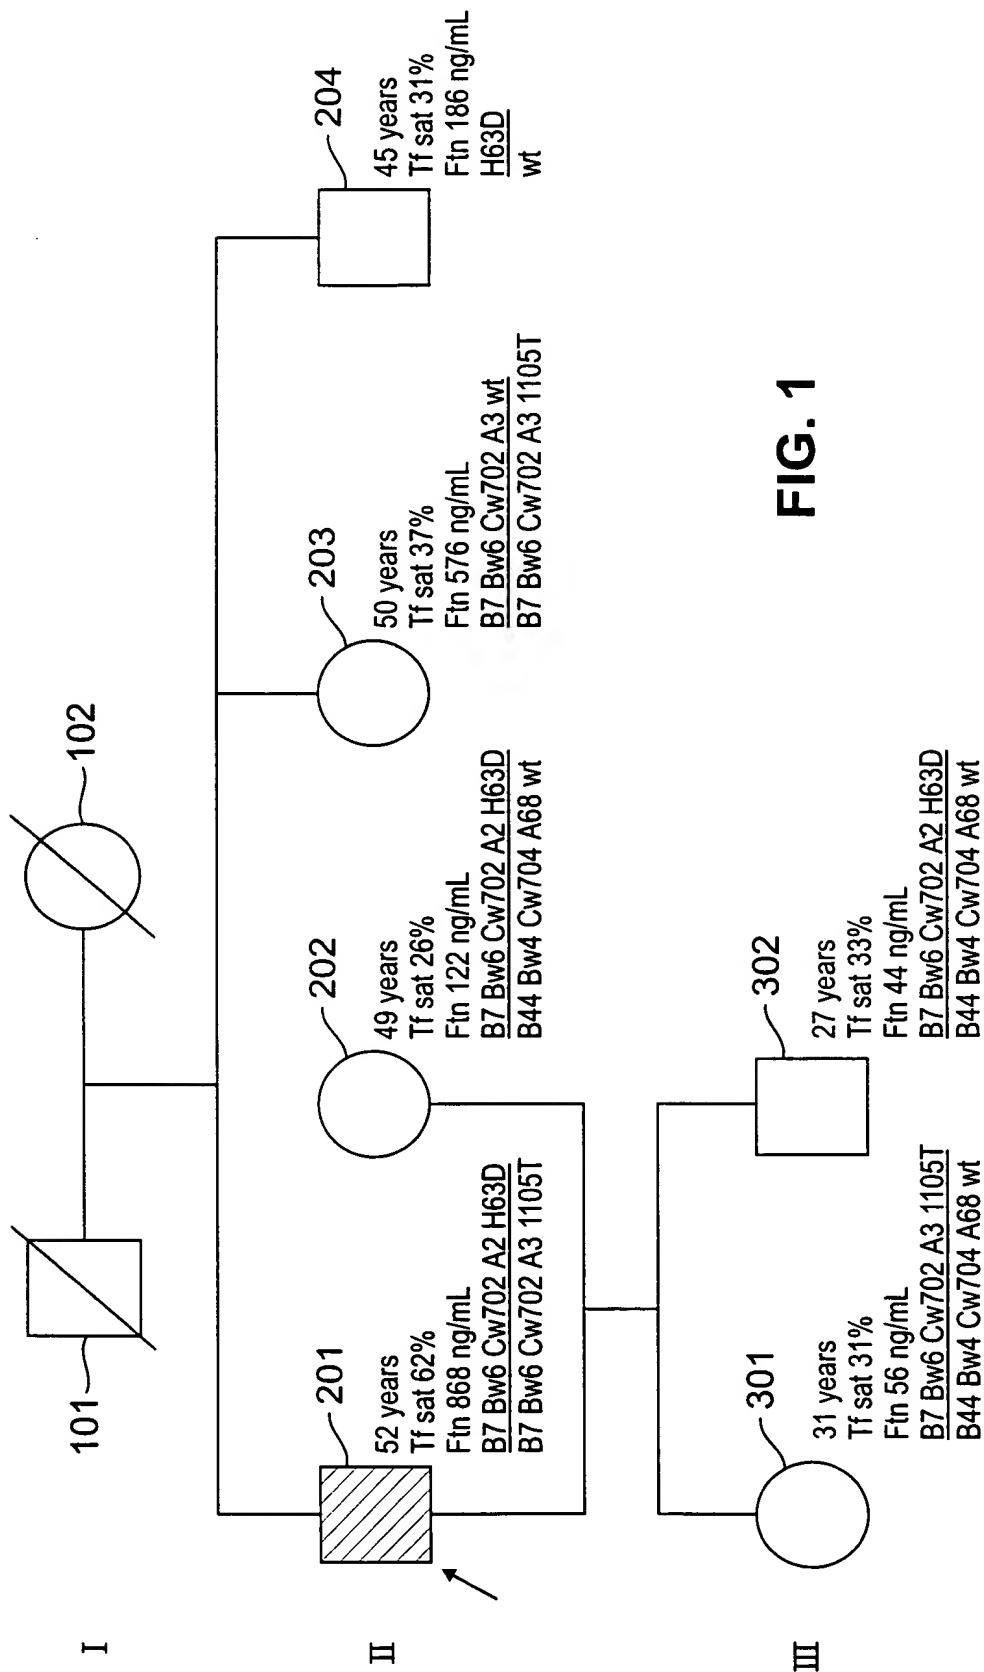 I
101
102
II
201
52 years
Tf sat 62%
Ftn 868 ng/mL
B7 Bw6 Cw702 A2 H63D
B7 Bw6 Cw702 A3 1105T
202
49 years
Tf sat 26%
Ftn 122 ng/mL
B7 Bw6 Cw702 A2 H63D
B44 Bw4 Cw704 A68 wt
203
50 years
Tf sat 37%
Ftn 576 ng/mL
B7 Bw6 Cw702 A3 wt
B7 Bw6 Cw702 A3 1105T
204
45 years
Tf sat 31%
Ftn 186 ng/mL
H63D
wt
III
301
31 years
Tf sat 31%
Ftn 56 ng/mL
B7 Bw6 Cw702 A3 1105T
B44 Bw4 Cw704 A68 wt
302
27 years
Tf sat 33%
Ftn 44 ng/mL
B7 Bw6 Cw702 A2 H63D
B44 Bw4 Cw704 A68 wt
FIG. 1